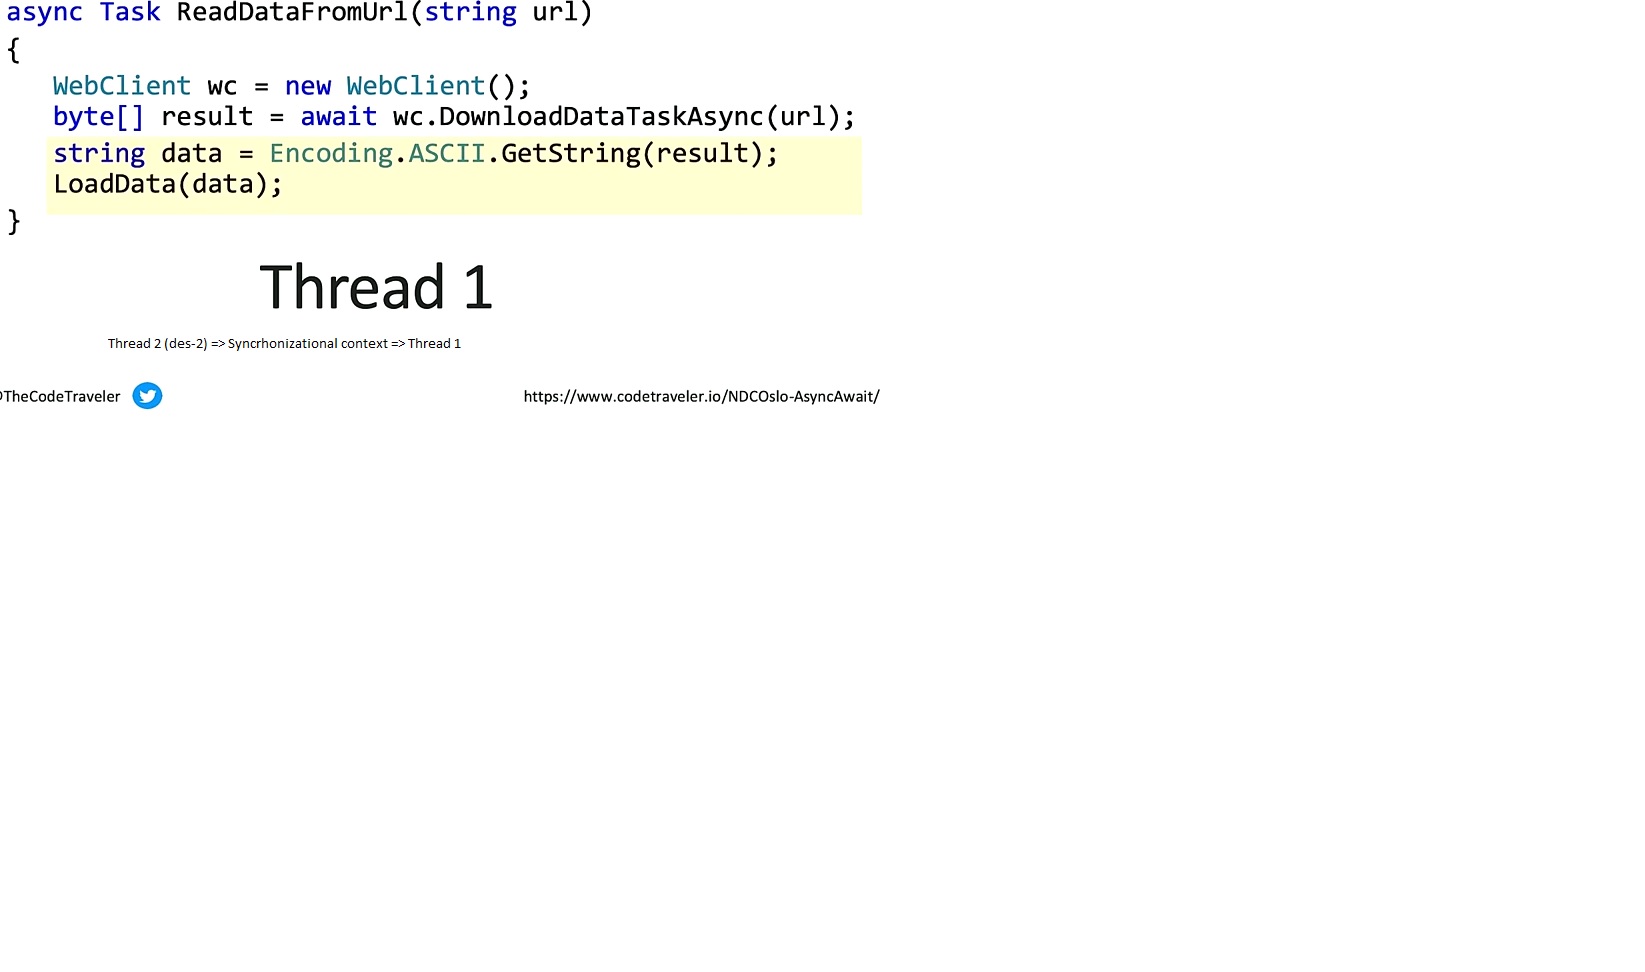 async Task ReadDataFromUrl(string url)
{
WebClient wc = new WebClient();
byte[] result = await wc.DownloadDataTaskAsync(url);
string data = Encoding.ASCII.GetString(result);
LoadData(data);
}
Thread 1
Thread 2 (des-2) => Syncrhonizational context => Thread 1
@TheCodeTraveler
https://www.codetraveler.io/NDCOslo-AsyncAwait/